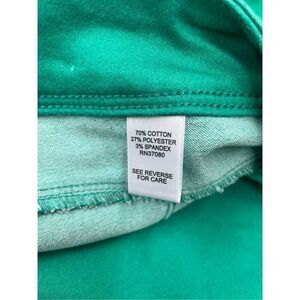 70% COTTON
27% POLYESTER
3% SPANDEX
RN37080
SEE REVERSE
FOR CARE